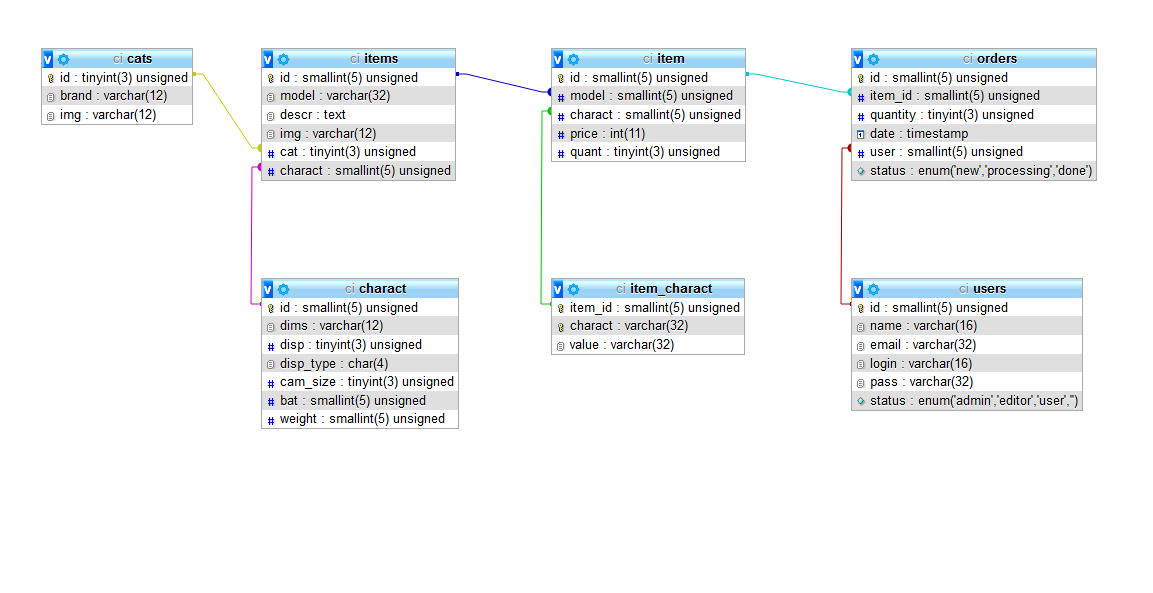 ci cats
id : tinyint(3) unsigned
brand : varchar(12)
img : varchar(12)
ci items
id : smallint(5) unsigned
model : varchar(32)
descr : text
img : varchar(12)
cat : tinyint(3) unsigned
charact : smallint(5) unsigned
ci item
id : smallint(5) unsigned
model : smallint(5) unsigned
charact : smallint(5) unsigned
price : int(11)
quant : tinyint(3) unsigned
ci orders
id : smallint(5) unsigned
item_id : smallint(5) unsigned
quantity : tinyint(3) unsigned
date : timestamp
user : smallint(5) unsigned
status : enum('new','processing','done')
ci charact
id : smallint(5) unsigned
dims : varchar(12)
disp : tinyint(3) unsigned
disp_type : char(4)
cam_size : tinyint(3) unsigned
bat : smallint(5) unsigned
weight : smallint(5) unsigned
ci item_charact
item_id : smallint(5) unsigned
charact : varchar(32)
value : varchar(32)
ci users
id : smallint(5) unsigned
name : varchar(16)
email : varchar(32)
login : varchar(16)
pass : varchar(32)
status : enum('admin','editor','user','')